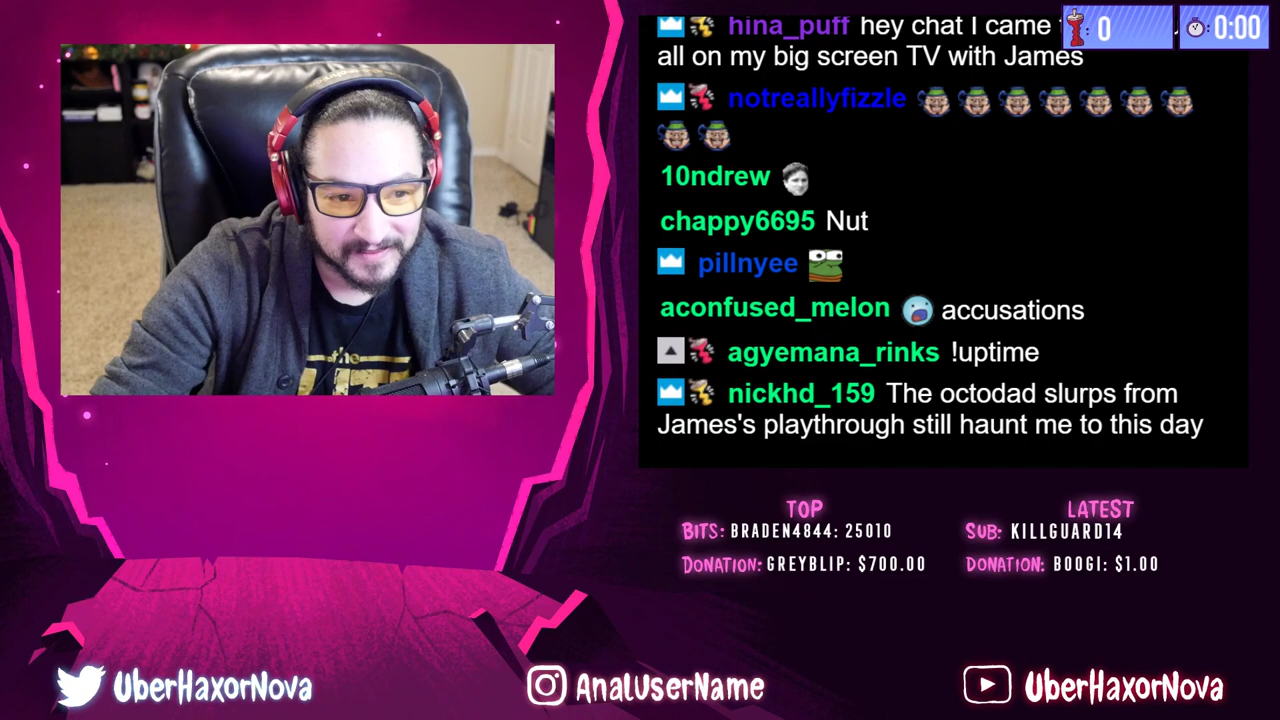 hina_puff hey chat I came
all on my big screen TV with James
: 0
: 0:00
notreallyfizzle
10ndrew
chappy6695 Nut
pillnyee
aconfused_melon accusations
agyemana_rinks !uptime
nickhd_159 The octodad slurps from
James's playthrough still haunt me to this day
the
TOP
BITS: BRADEN4844: 25010
DONATION: GREYBLIP: $700.00
LATEST
SUB: KILLGUARD14
DONATION: BOOGI: $1.00
UberHaxorNova
AnalUserName
UberHaxorNova